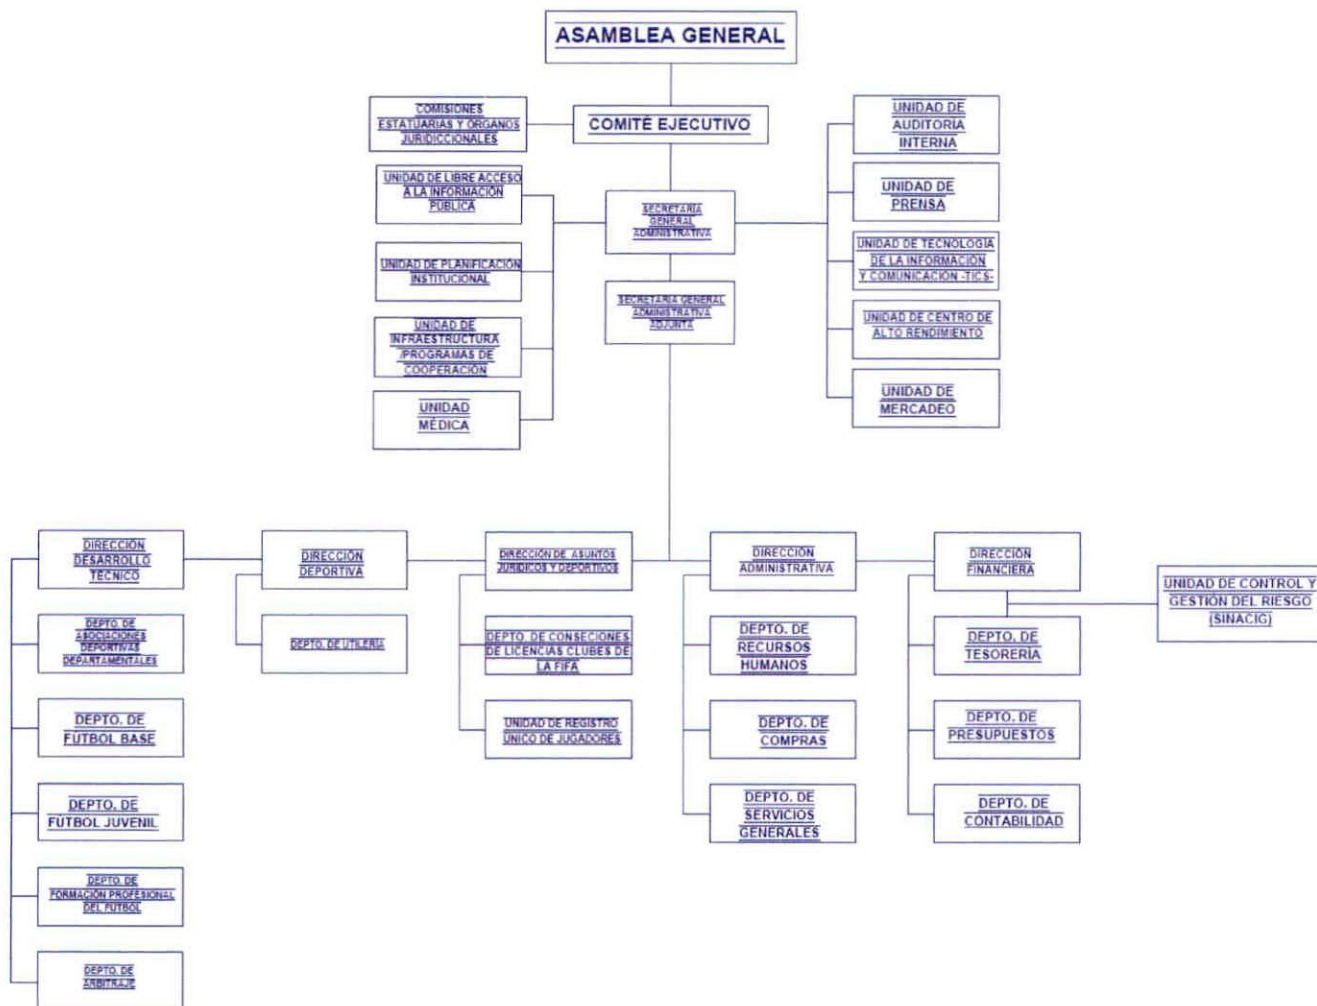 ASAMBLEA GENERAL
COMISIONES
ESTATUARIAS Y ÓRGANOS
JURIDICCIONALES
COMITÉ EJECUTIVO
UNIDAD DE
AUDITORÍA
INTERNA
UNIDAD DE LIBRE ACCESO
A LA INFORMACIÓN
PÚBLICA
SECRETARIA
GENERAL
ADMINISTRATIVA
UNIDAD DE
PRENSA
UNIDAD DE PLANIFICACIÓN
INSTITUCIONAL
UNIDAD DE TECNOLOGÍA
DE LA INFORMACIÓN
Y COMUNICACIÓN -TICS-
SECRETARIA GENERAL
ADMINISTRATIVA
ADJUNTA
UNIDAD DE
INFRAESTRUCTURA
/PROGRAMAS DE
COOPERACIÓN
UNIDAD DE CENTRO DE
ALTO RENDIMIENTO
UNIDAD
MÉDICA
UNIDAD DE
MERCADEO
DIRECCIÓN
DESARROLLO
TÉCNICO
DIRECCIÓN
DEPORTIVA
DIRECCIÓN DE ASUNTOS
JURÍDICOS Y DEPORTIVOS
DIRECCIÓN
ADMINISTRATIVA
DIRECCIÓN
FINANCIERA
UNIDAD DE CONTROL Y
GESTIÓN DEL RIESGO
(SINACIG)
DEPTO. DE
ASOCIACIONES
DEPORTIVAS
DEPARTAMENTALES
DEPTO. DE UTILERÍA
DEPTO. DE CONSECIONES
DE LICENCIAS CLUBES DE
LA FIFA
DEPTO. DE
RECURSOS
HUMANOS
DEPTO. DE
TESORERÍA
DEPTO. DE
FÚTBOL BASE
UNIDAD DE REGISTRO
ÚNICO DE JUGADORES
DEPTO. DE
COMPRAS
DEPTO. DE
PRESUPUESTOS
DEPTO. DE
FÚTBOL JUVENIL
DEPTO. DE
SERVICIOS
GENERALES
DEPTO. DE
CONTABILIDAD
DEPTO. DE
FORMACIÓN PROFESIONAL
DEL FÚTBOL
DEPTO. DE
ARBITRAJE